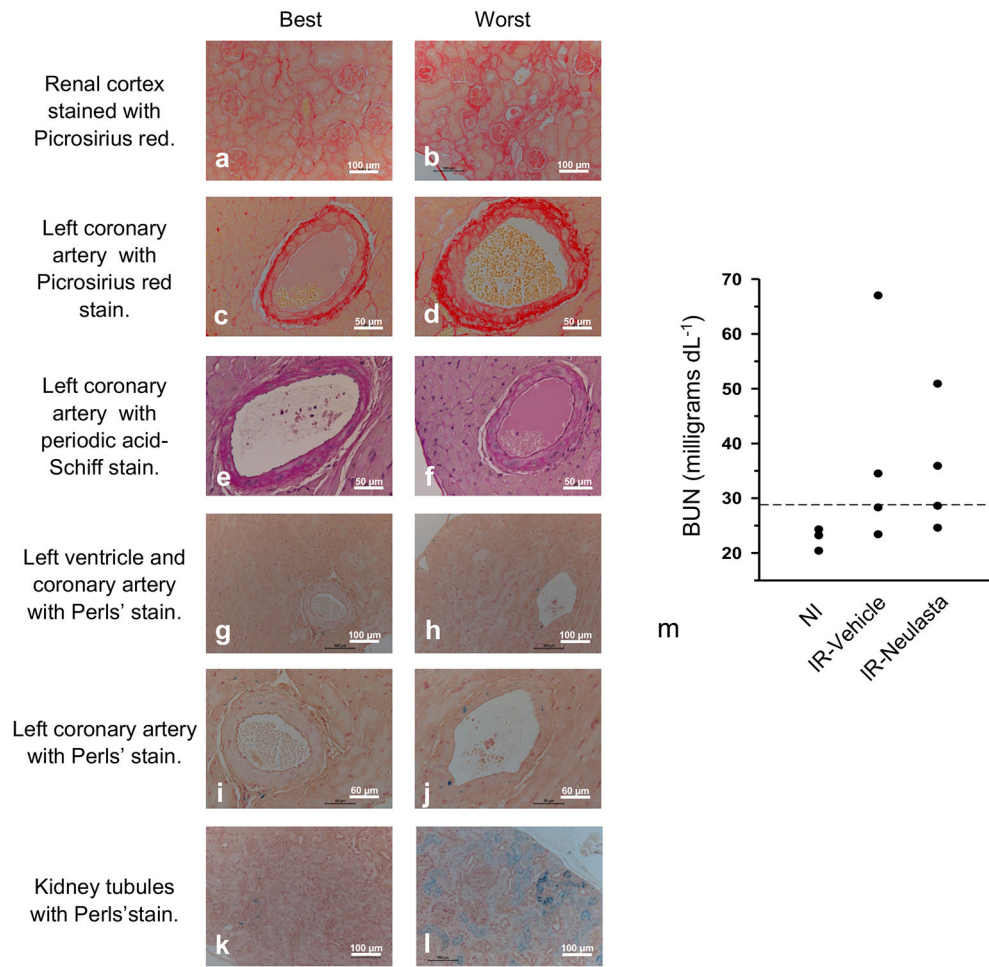 Best Worst
Renal cortex
stained with
Picrosirius red.
a 100 µm b 100 µm
Left coronary
artery with
Picrosirius red
stain.
c 50 µm d 50 µm
Left coronary
artery with
periodic acid-
Schiff stain.
e 50 µm f 50 µm
Left ventricle and
coronary artery
with Perls’ stain.
g 100 µm h 100 µm
Left coronary artery
with Perls’ stain.
i 60 µm j 60 µm
Kidney tubules
with Perls’stain.
k 100 µm l 100 µm
m
BUN (milligrams dL-1)
70
60
50
40
30
20
NI
IR-Vehicle
IR-Neulasta